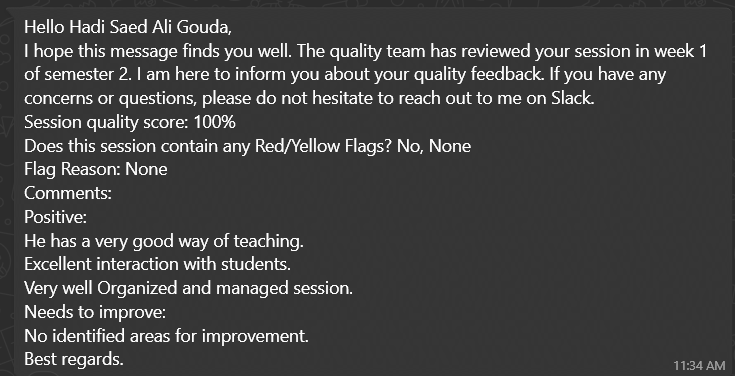 Hello Hadi Saed Ali Gouda,
I hope this message finds you well. The quality team has reviewed your session in week 1
of semester 2. I am here to inform you about your quality feedback. If you have any
concerns or questions, please do not hesitate to reach out to me on Slack.
Session quality score: 100%
Does this session contain any Red/Yellow Flags? No, None
Flag Reason: None
Comments:
Positive:
He has a very good way of teaching.
Excellent interaction with students.
Very well Organized and managed session.
Needs to improve:
No identified areas for improvement.
Best regards.
11:34 AM